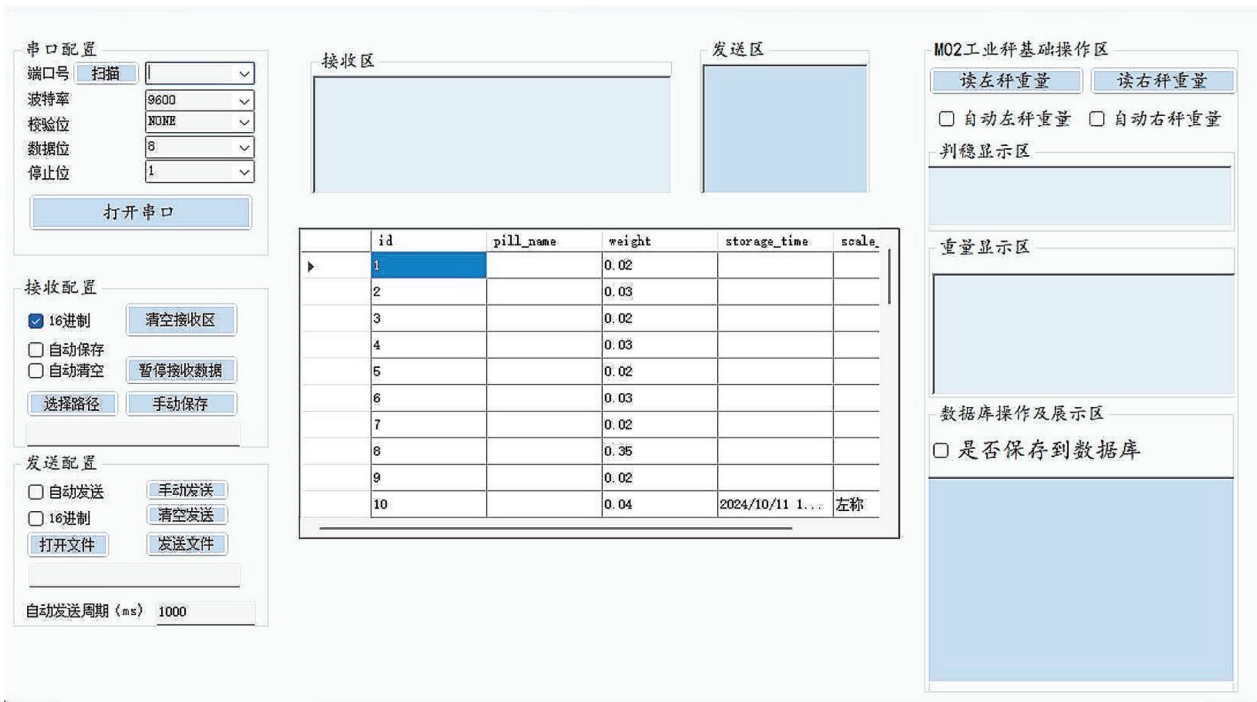 串口配置
端口号 扫描
波特率 9600
校验位 NONE
数据位 8
停止位 1
打开串口
接收配置
16进制 清空接收区
自动保存
自动清空 暂停接收数据
选择路径 手动保存
发送配置
自动发送 手动发送
16进制 清空发送
打开文件 发送文件
自动发送周期(ms) 1000
接收区
发送区
id pill_name weight storage_time scale_
1 0.02
2 0.03
3 0.02
4 0.03
5 0.02
6 0.03
7 0.02
8 0.35
9 0.02
10 0.04 2024/10/11 1... 左称
M02工业秤基础操作区
读左秤重量 读右秤重量
自动左秤重量 自动右秤重量
判稳显示区
重量显示区
数据库操作及展示区
是否保存到数据库